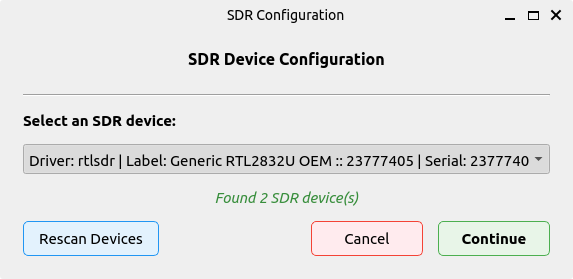 SDR Configuration
SDR Device Configuration
Select an SDR device:
Driver: rtlsdr | Label: Generic RTL2832U OEM :: 23777405 | Serial: 2377740
Found 2 SDR device(s)
Rescan Devices Cancel Continue